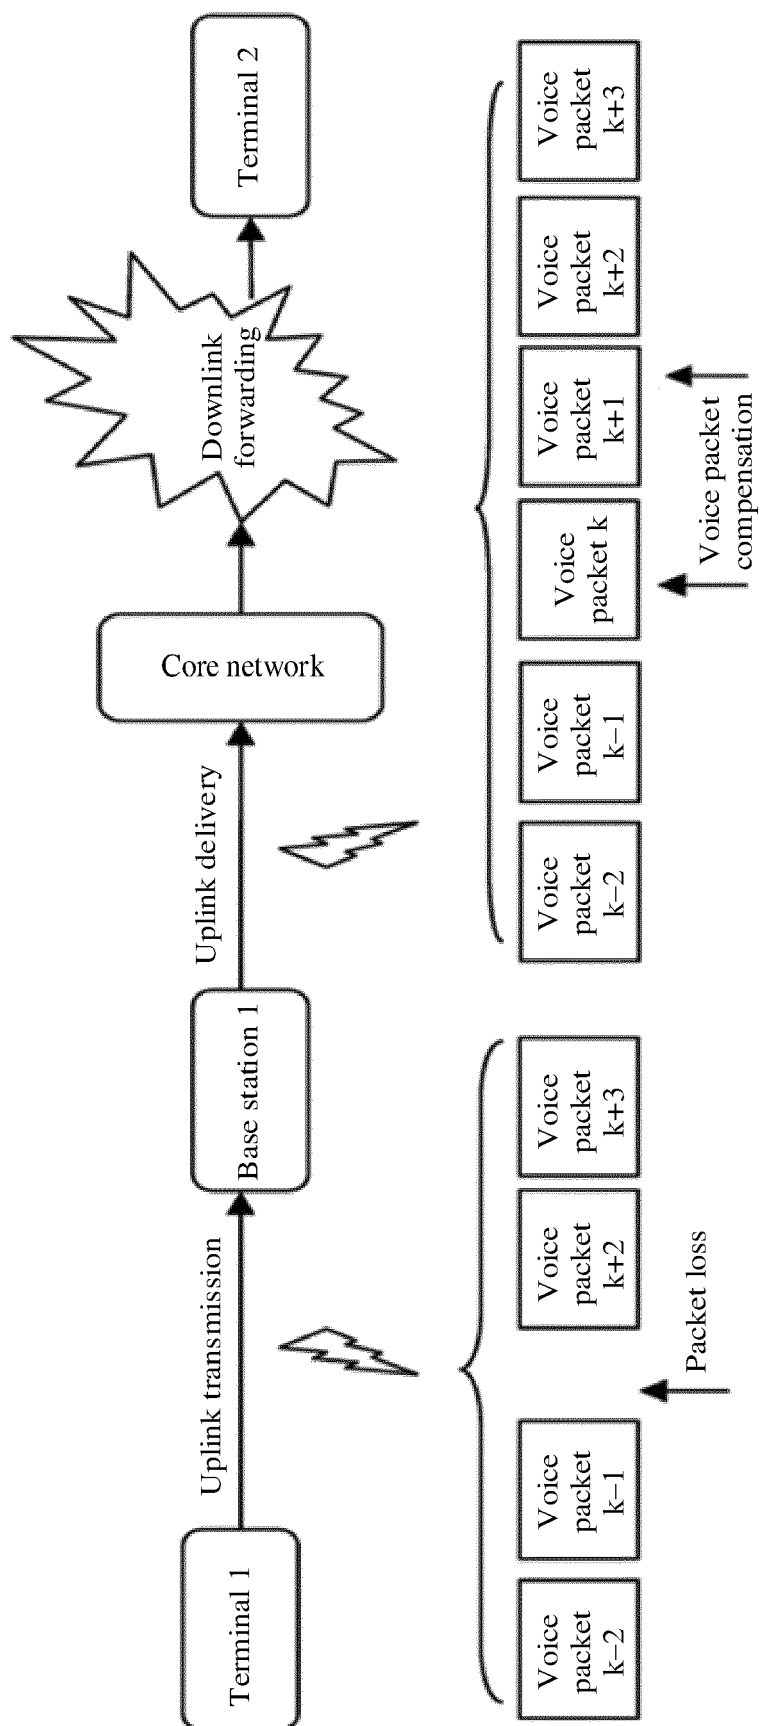 Terminal 1
Uplink transmission
Base station 1
Uplink delivery
Core network
Downlink
forwarding
Terminal 2
Voice
packet
k–2
Voice
packet
k–1
Packet loss
Voice
packet
k+2
Voice
packet
k+3
Voice
packet
k–2
Voice
packet
k–1
Voice
packet k
Voice
packet
k+1
Voice
packet
k+2
Voice
packet
k+3
Voice packet
compensation